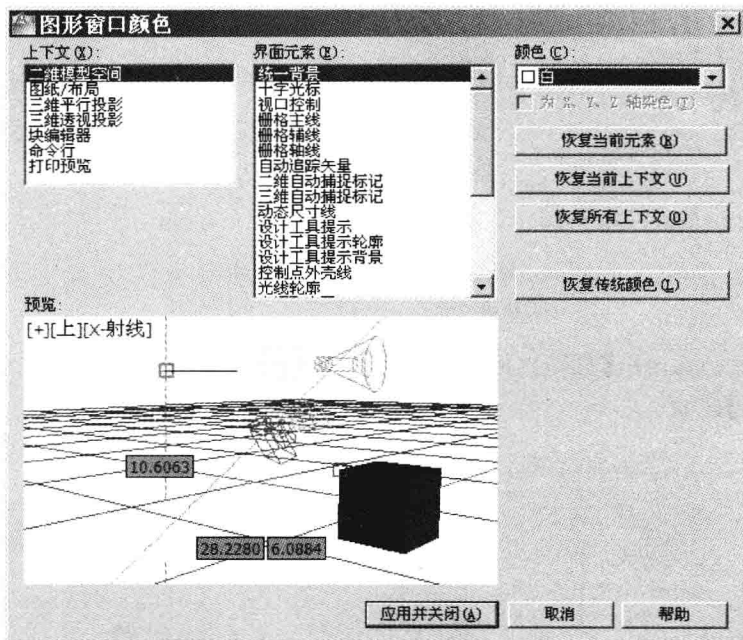 图形窗口颜色
上下文(X):
二维模型空间
图纸/布局
三维平行投影
三维透视投影
块编辑器
命令行
打印预览
界面元素(E):
统一背景
十字光标
视口控制
栅格主线
栅格辅线
栅格轴线
自动追踪矢量
二维自动捕捉标记
三维自动捕捉标记
动态尺寸线
设计工具提示
设计工具提示轮廓
设计工具提示背景
控制点外壳线
光线轮廓
颜色(C):
白
为 X、Y、Z 轴染色(T)
恢复当前元素(R)
恢复当前上下文(U)
恢复所有上下文(O)
恢复传统颜色(L)
预览:
[+][上][X-射线]
10.6063
28.2280
6.0884
应用并关闭(A)
取消
帮助